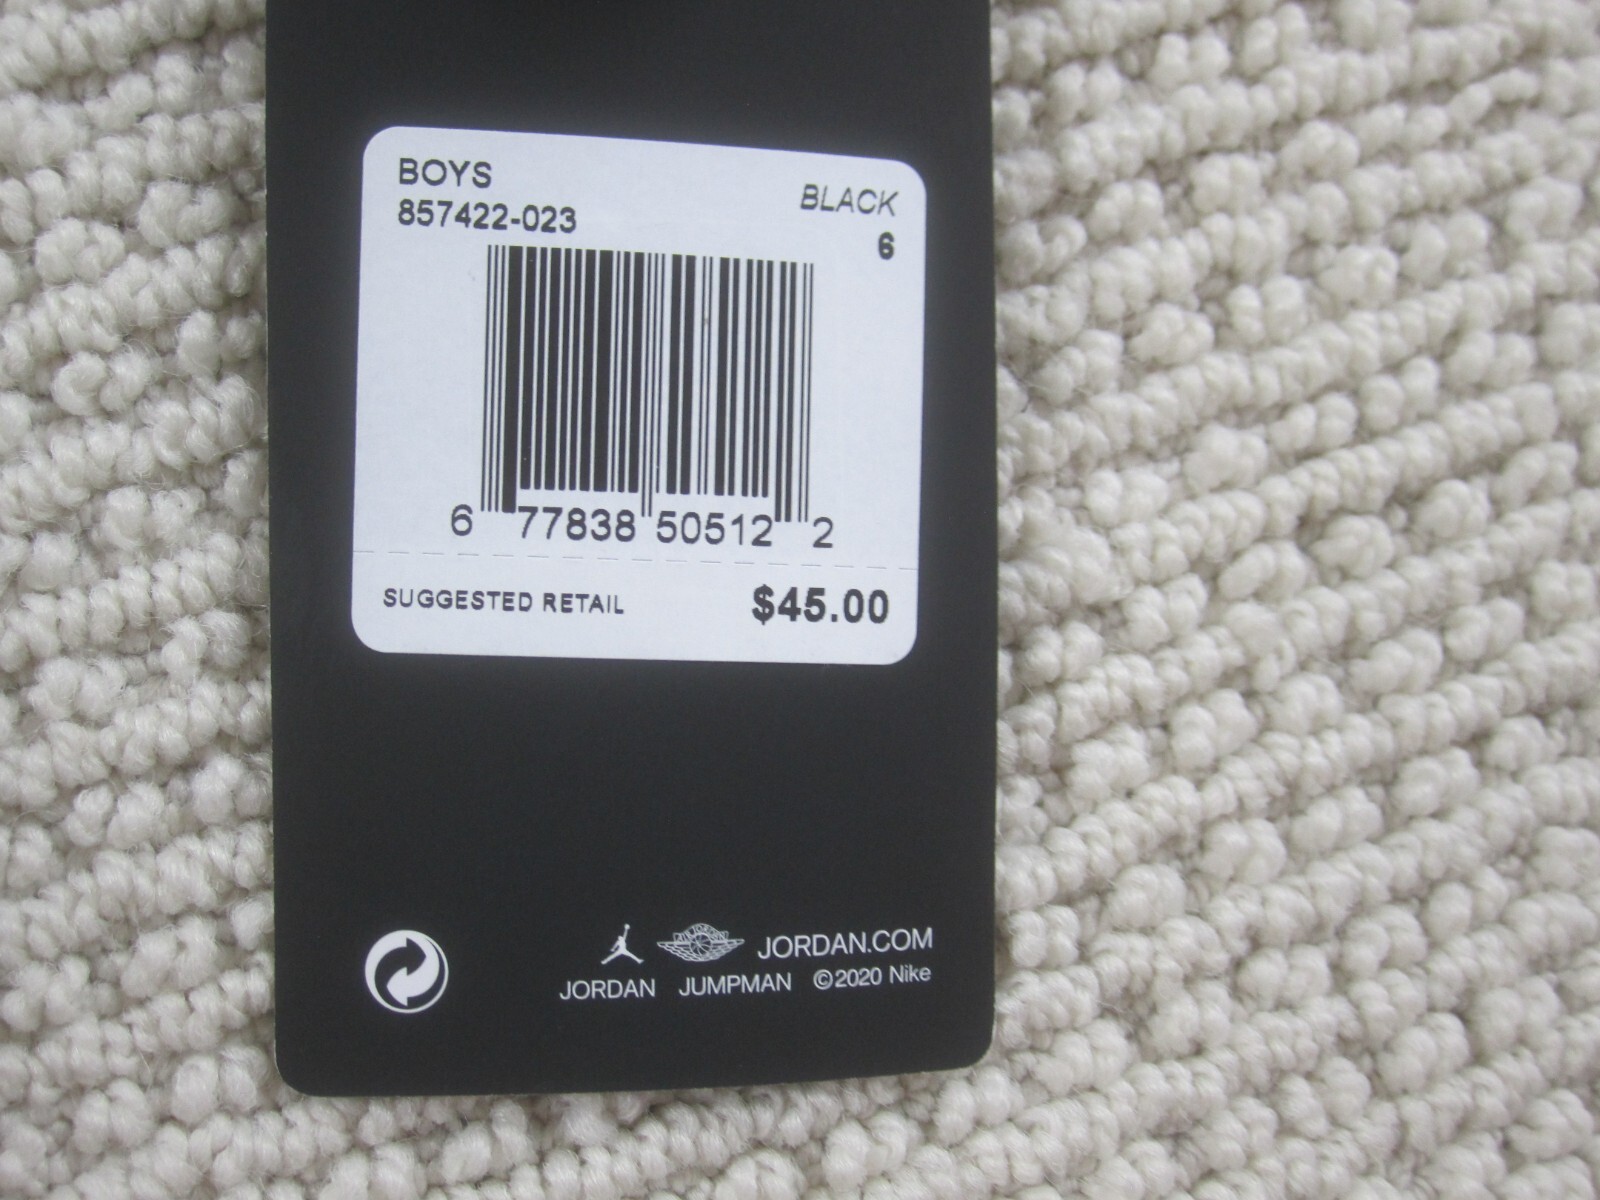 BOYS
BLACK
857422-023
6
6 77838 50512 2
SUGGESTED RETAIL $45.00
JORDAN.COM
JORDAN JUMPMAN ©2020 Nike